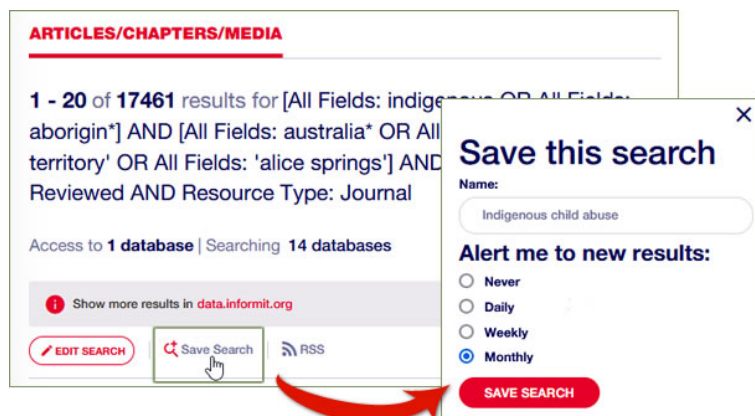 ARTICLES/CHAPTERS/MEDIA
1 - 20 of 17461 results for [All Fields: indigenous OR All Fields:
aborigin*] AND [All Fields: australia* OR All
territory' OR All Fields: 'alice springs'] AND
Reviewed AND Resource Type: Journal
Access to 1 database | Searching 14 databases
Show more results in data.informit.org
EDIT SEARCH | Save Search | RSS
Save this search
Name:
Indigenous child abuse
Alert me to new results:
Never
Daily
Weekly
Monthly
SAVE SEARCH